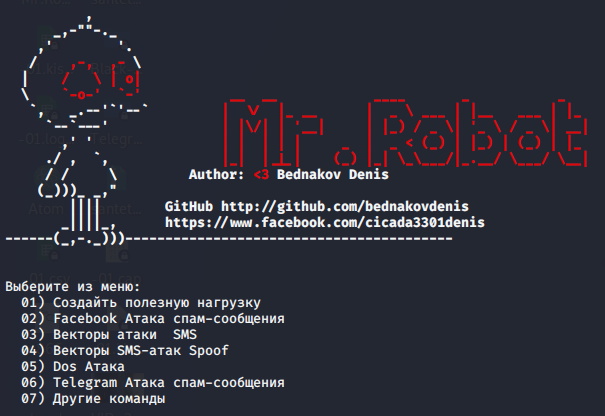 Mr. Robot
Author: <3 Bednakov Denis
GitHub http://github.com/bednakovdenis
https://www.facebook.com/cicada3301denis
Выберите из меню:
01) Создайть полезную нагрузку
02) Facebook Атака спам-сообщения
03) Векторы атаки SMS
04) Векторы SMS-атак Spoof
05) Dos Атака
06) Telegram Атака спам-сообщения
07) Другие команды